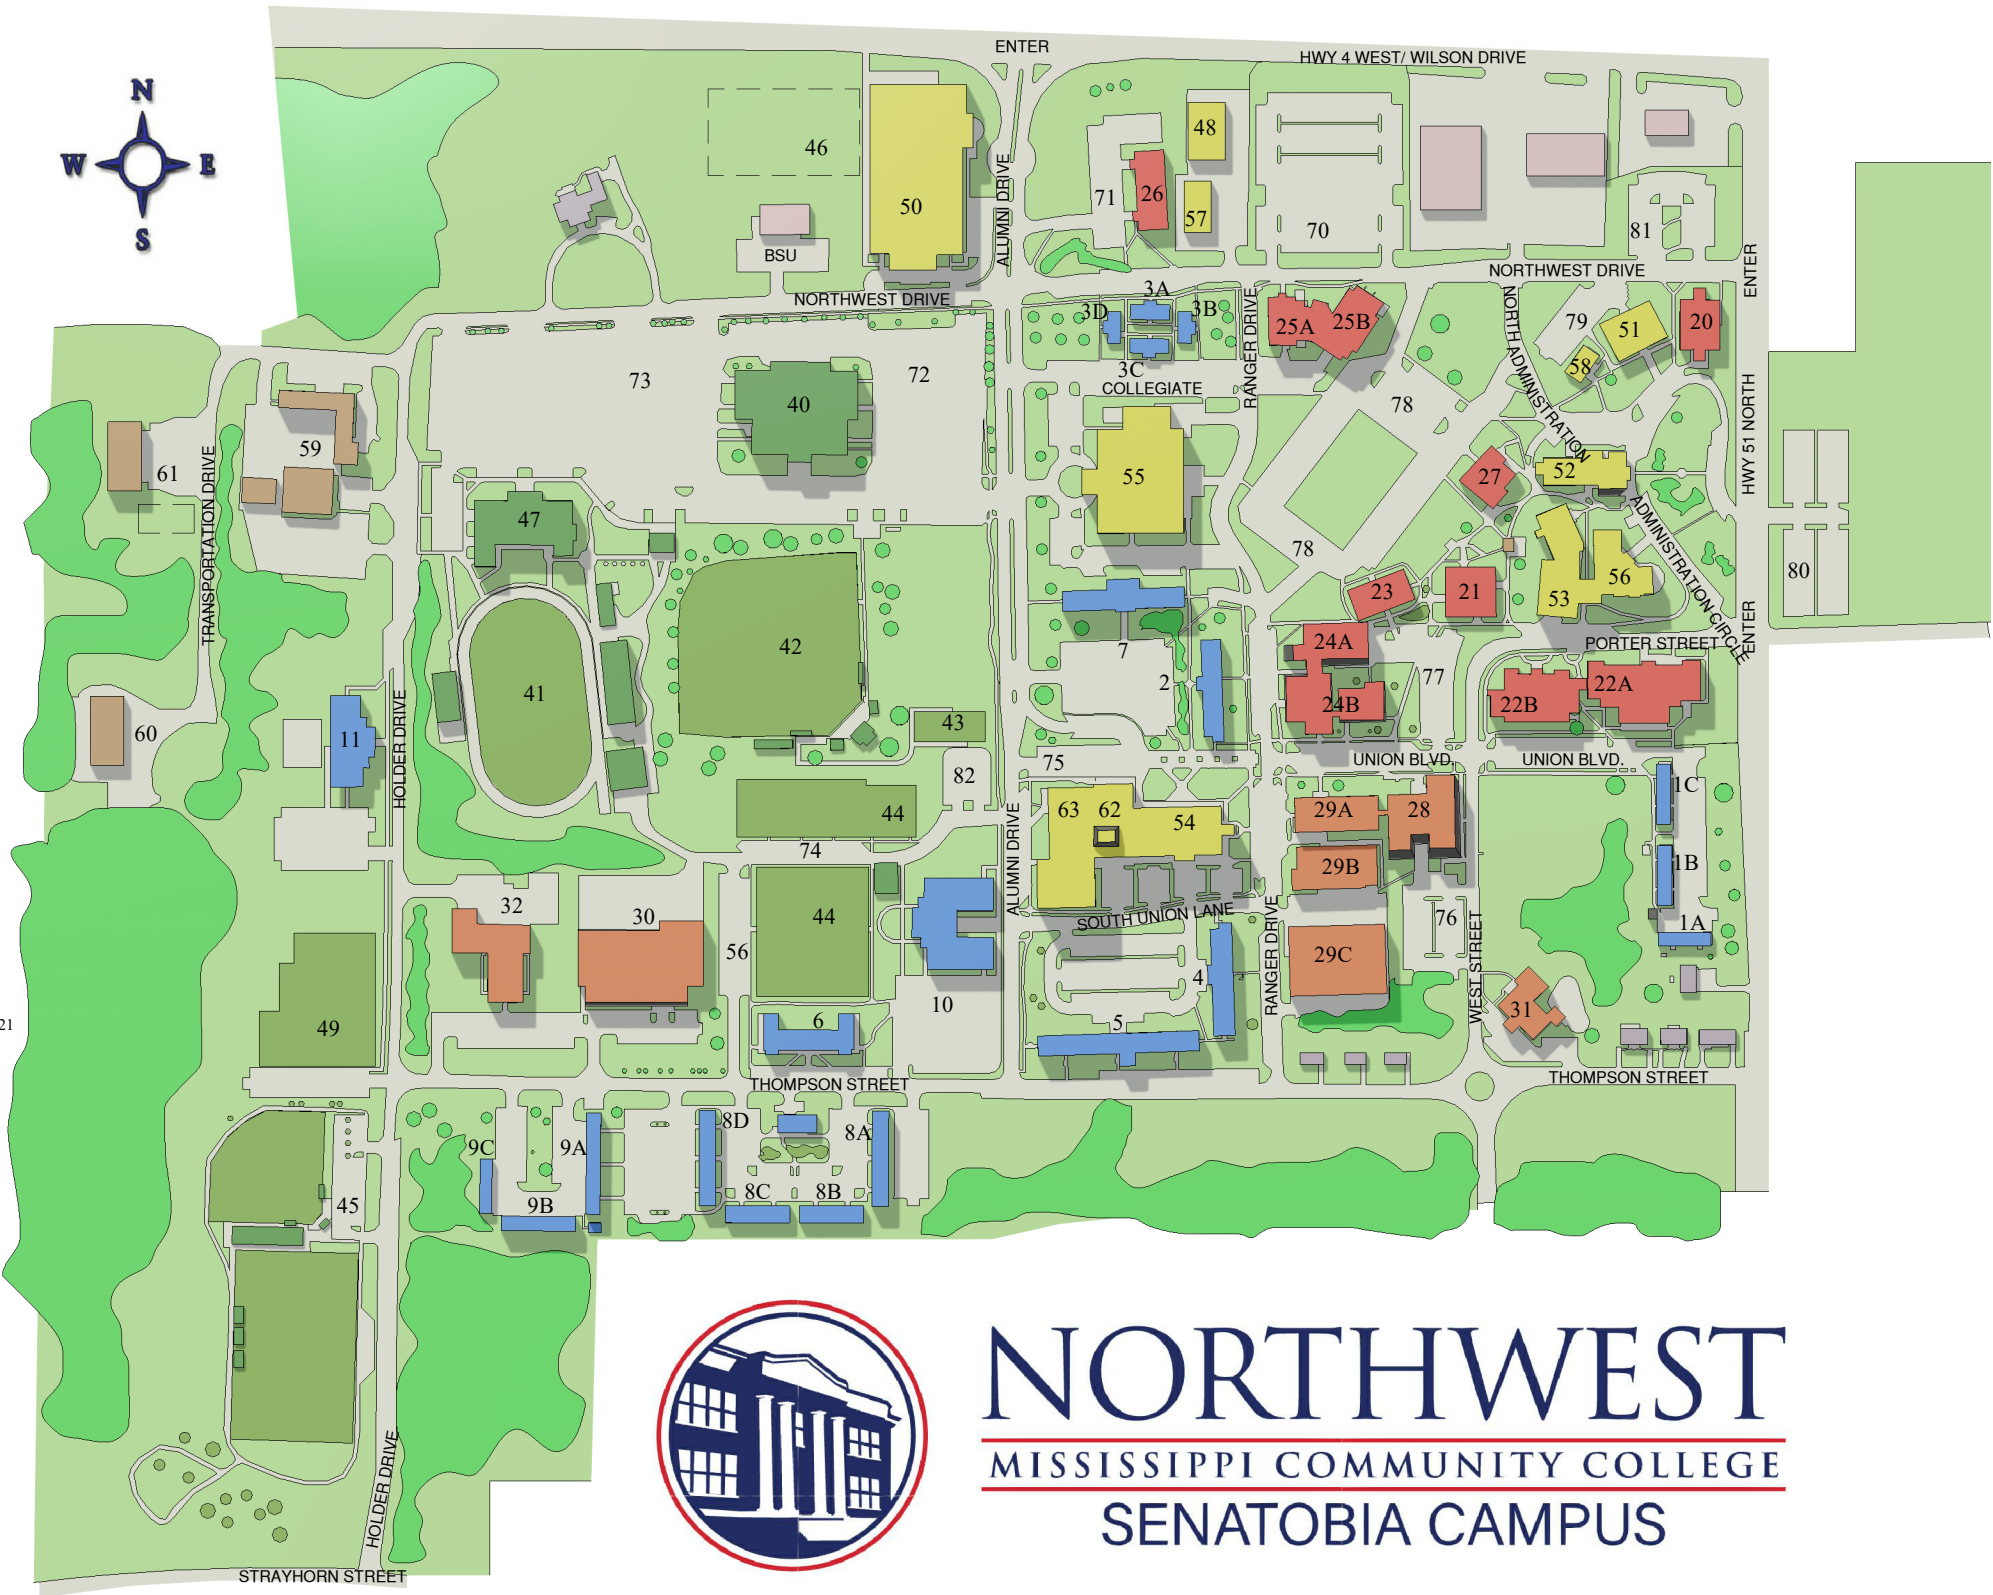 ENTER
HWY 4 WEST/ WILSON DRIVE
N
W
E
S
46
50
ALUMNI DRIVE
48
71
26
57
70
81
BSU
NORTHWEST DRIVE
ENTER
NORTHWEST DRIVE
3A
3D
3B
3C
RANGER DRIVE
25A
25B
NORTH ADMINISTRATION
79
51
20
58
73
40
72
COLLEGIATE
78
HWY 51 NORTH
59
61
TRANSPORTATION DRIVE
47
55
27
52
ADMINISTRATION CIRCLE
78
80
23
21
53
56
ENTER
42
41
7
2
24A
24B
77
PORTER STREET
22A
22B
60
11
HOLDER DRIVE
43
82
75
UNION BLVD.
UNION BLVD.
1C
63
62
54
29A
28
44
74
ALUMNI DRIVE
29B
1B
32
30
56
44
SOUTH UNION LANE
RANGER DRIVE
76
WEST STREET
1A
29C
4
10
49
6
5
31
21
THOMPSON STREET
THOMPSON STREET
9C
9A
8D
8A
45
9B
8C
8B
HOLDER DRIVE
STRAYHORN STREET
NORTHWEST
MISSISSIPPI COMMUNITY COLLEGE
SENATOBIA CAMPUS